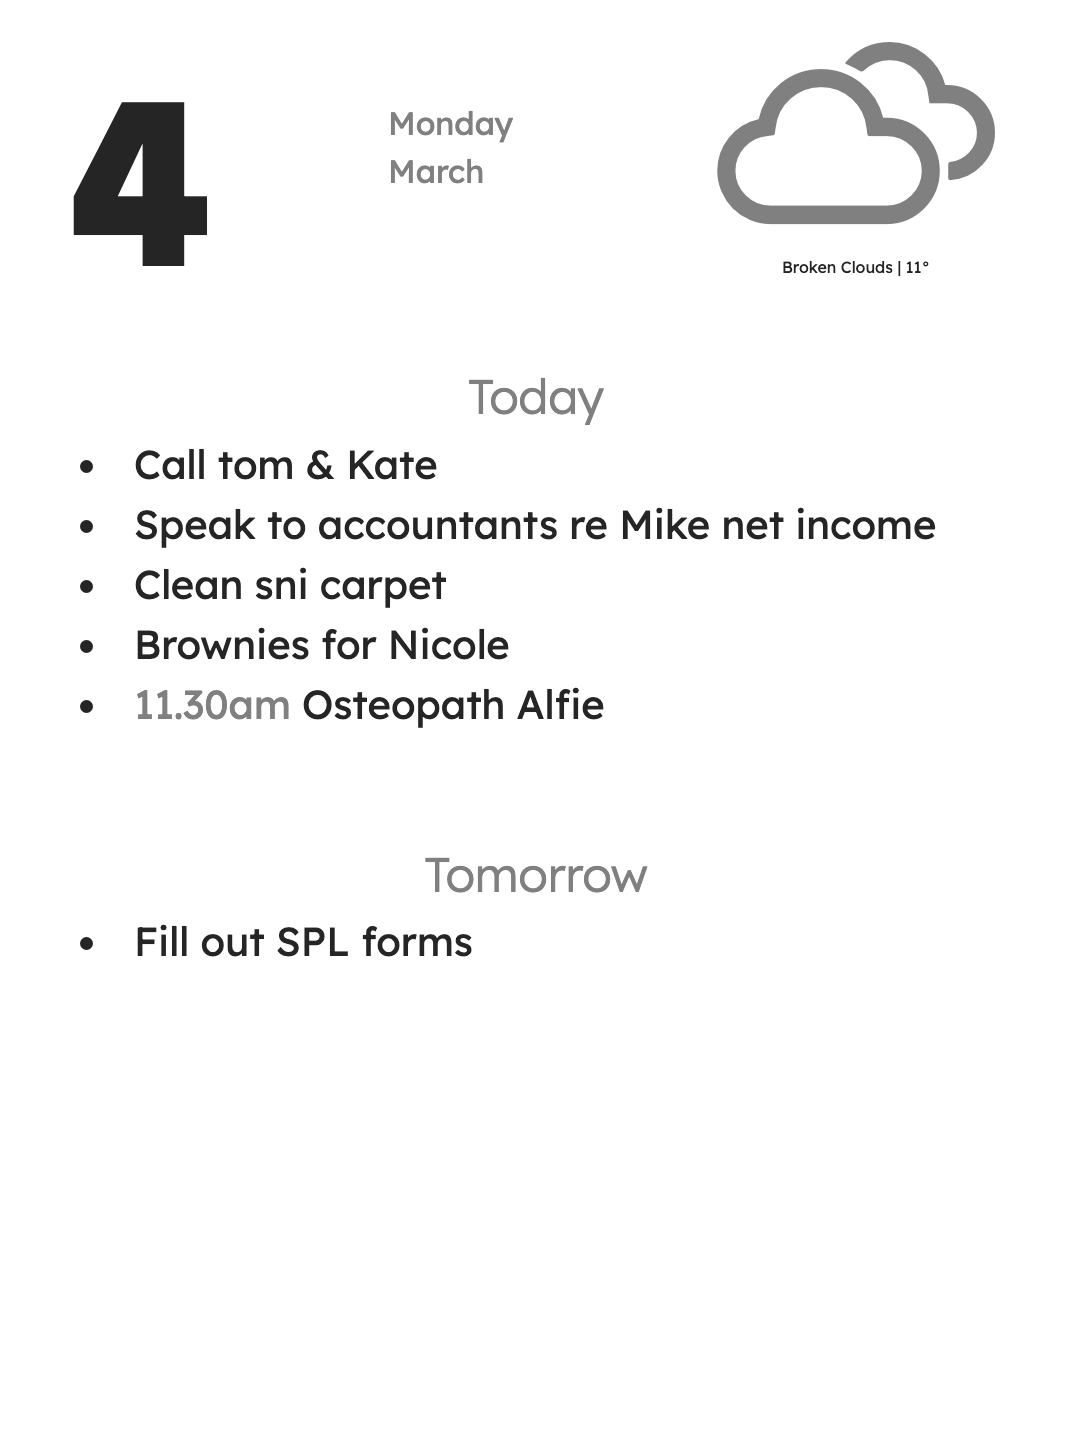 4
Monday
March
Broken Clouds | 11°
Today
• Call tom & Kate
• Speak to accountants re Mike net income
• Clean sni carpet
• Brownies for Nicole
• 11.30am Osteopath Alfie
Tomorrow
• Fill out SPL forms